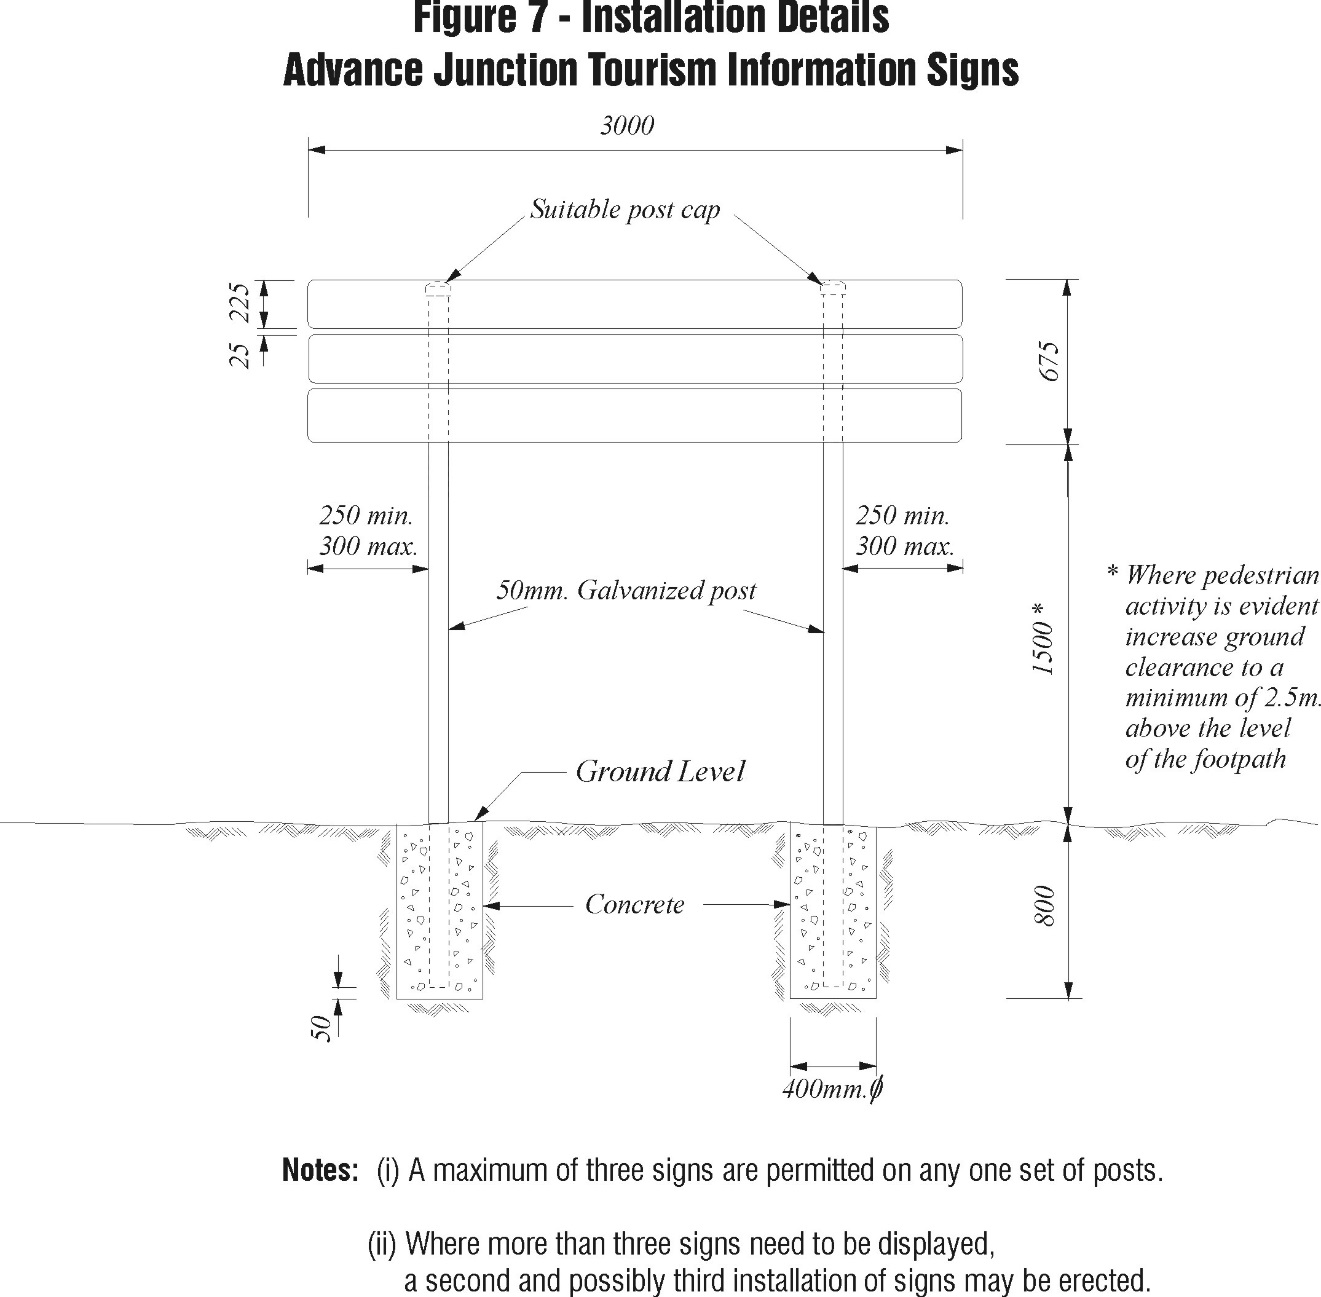 Figure 7 - Installation Details
Advance Junction Tourism Information Signs
3000
Suitable post cap
225
25
675
250 min.
300 max.
250 min.
300 max.
50mm. Galvanized post
1500 *
* Where pedestrian
activity is evident
increase ground
clearance to a
minimum of 2.5m.
above the level
of the footpath
Ground Level
Concrete
800
50
400mm.ϕ
Notes: (i) A maximum of three signs are permitted on any one set of posts.
(ii) Where more than three signs need to be displayed,
a second and possibly third installation of signs may be erected.